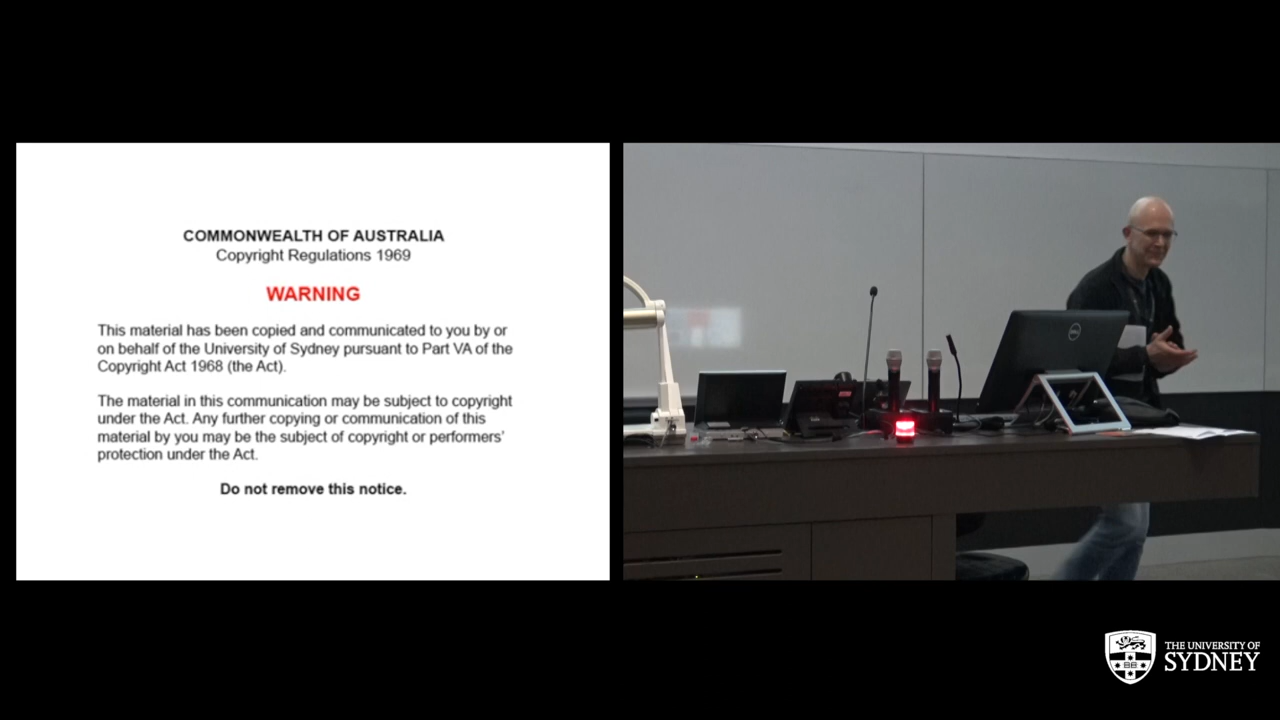 COMMONWEALTH OF AUSTRALIA
Copyright Regulations 1969
WARNING
This material has been copied and communicated to you by or
on behalf of the University of Sydney pursuant to Part VA of the
Copyright Act 1968 (the Act).
The material in this communication may be subject to copyright
under the Act. Any further copying or communication of this
material by you may be the subject of copyright or performers'
protection under the Act.
Do not remove this notice.
DELL
THE UNIVERSITY OF
SYDNEY